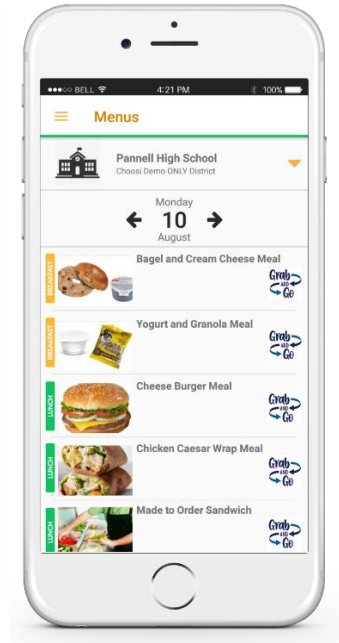 BELL 4:21 PM 100%
Menus
Pannell High School
Choosi Demo ONLY District
Monday
10
August
BREAKFAST
Bagel and Cream Cheese Meal
Grab
AND
Go
BREAKFAST
Yogurt and Granola Meal
Grab
AND
Go
LUNCH
Cheese Burger Meal
Grab
AND
Go
LUNCH
Chicken Caesar Wrap Meal
Grab
AND
Go
LUNCH
Made to Order Sandwich
Grab
AND
Go